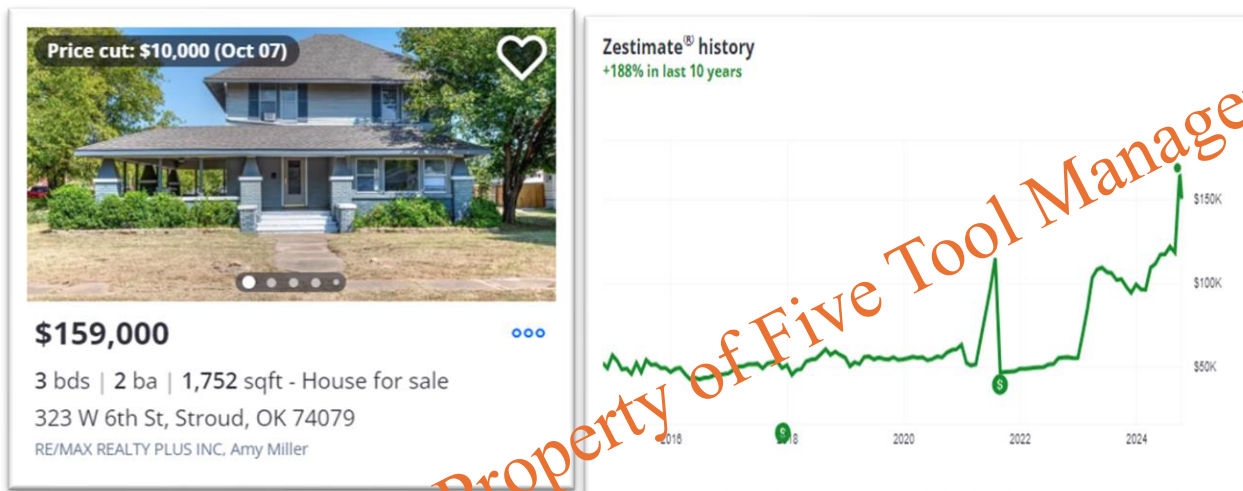 Price cut: $10,000 (Oct 07)
$159,000
3 bds | 2 ba | 1,752 sqft - House for sale
323 W 6th St, Stroud, OK 74079
RE/MAX REALTY PLUS INC, Amy Miller
Zestimate® history
+188% in last 10 years
$150K
$100K
$50K
$
$
2016 2018 2020 2022 2024
Property of Five Tool Manage